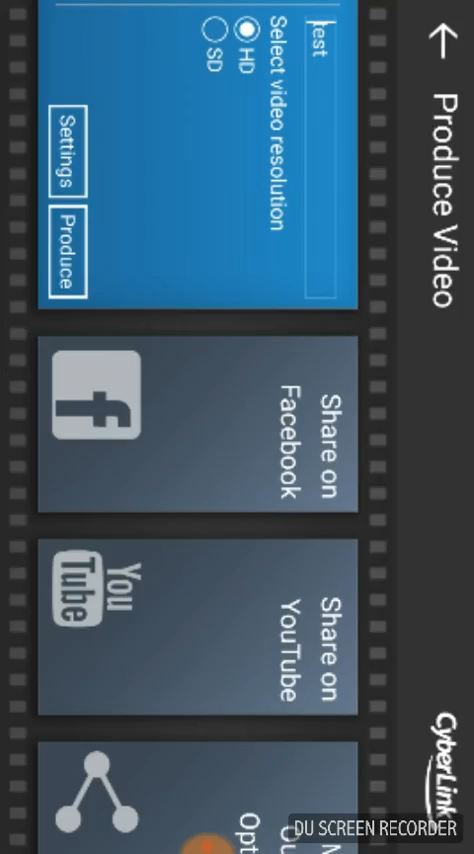 Produce Video
CyberLink
test
Select video resolution
HD
SD
Settings
Produce
Share on
Facebook
Share on
YouTube
You
Tube
DU SCREEN RECORDER